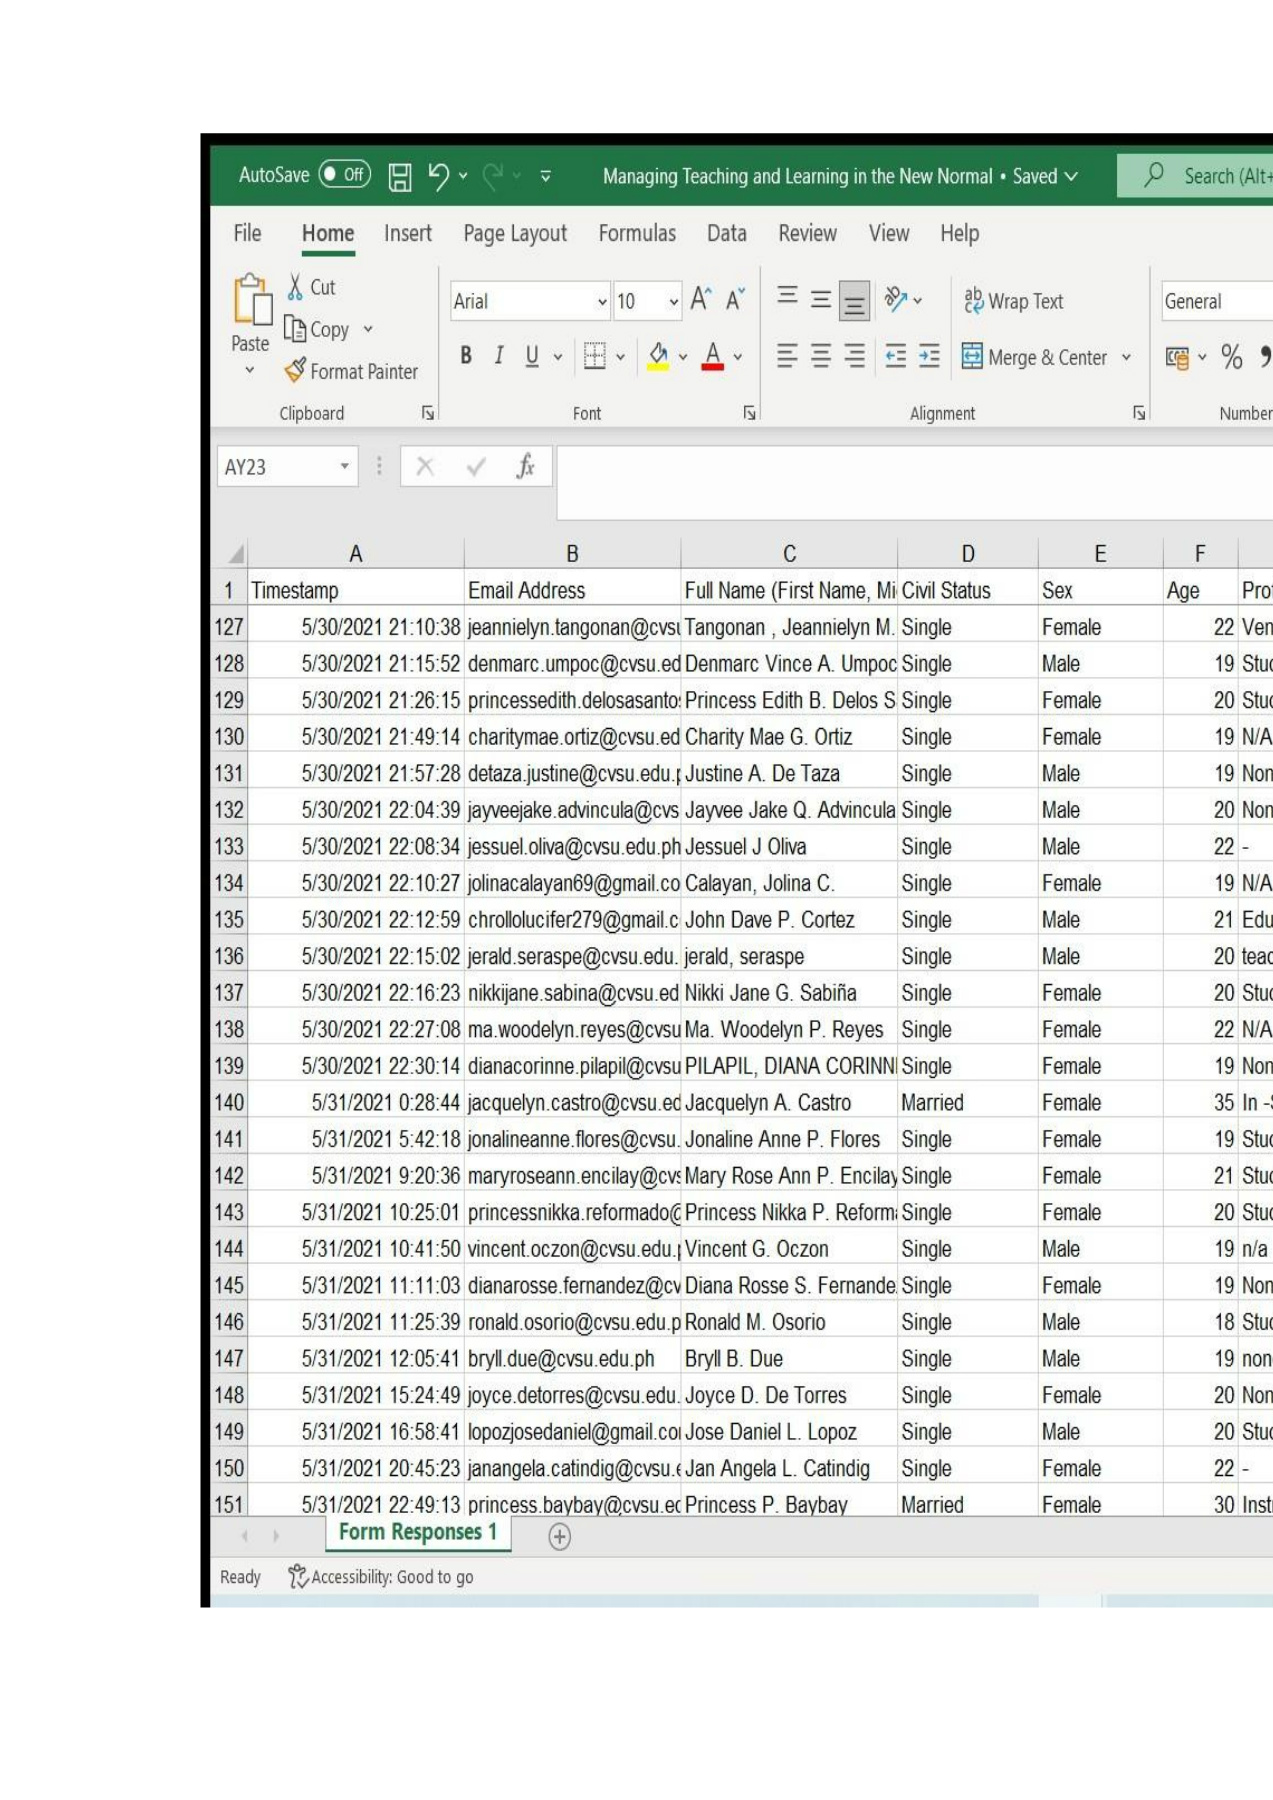 AutoSave Off Managing Teaching and Learning in the New Normal • Saved Search (Alt+
File Home Insert Page Layout Formulas Data Review View Help
Cut Arial 10 Wrap Text General
Paste Copy
Format Painter B I U A Merge & Center %
Clipboard Font Alignment Number
AY23 fx
A B C D E F
1 Timestamp Email Address Full Name (First Name, Mi Civil Status Sex Age Pro
127 5/30/2021 21:10:38 jeannielyn.tangonan@cvsu Tangonan , Jeannielyn M. Single Female 22 Ven
128 5/30/2021 21:15:52 denmarc.umpoc@cvsu.ed Denmarc Vince A. Umpoc Single Male 19 Stud
129 5/30/2021 21:26:15 princessedith.delosasanto Princess Edith B. Delos S Single Female 20 Stud
130 5/30/2021 21:49:14 charitymae.ortiz@cvsu.ed Charity Mae G. Ortiz Single Female 19 N/A
131 5/30/2021 21:57:28 detaza.justine@cvsu.edu.p Justine A. De Taza Single Male 19 Non
132 5/30/2021 22:04:39 jayveejake.advincula@cvs Jayvee Jake Q. Advincula Single Male 20 Non
133 5/30/2021 22:08:34 jessuel.oliva@cvsu.edu.ph Jessuel J Oliva Single Male 22 -
134 5/30/2021 22:10:27 jolinacalayan69@gmail.co Calayan, Jolina C. Single Female 19 N/A
135 5/30/2021 22:12:59 chrollolucifer279@gmail.c John Dave P. Cortez Single Male 21 Edu
136 5/30/2021 22:15:02 jerald.seraspe@cvsu.edu. jerald, seraspe Single Male 20 teac
137 5/30/2021 22:16:23 nikkijane.sabina@cvsu.ed Nikki Jane G. Sabiña Single Female 20 Stud
138 5/30/2021 22:27:08 ma.woodelyn.reyes@cvsu Ma. Woodelyn P. Reyes Single Female 22 N/A
139 5/30/2021 22:30:14 dianacorinne.pilapil@cvsu PILAPIL, DIANA CORINN Single Female 19 Non
140 5/31/2021 0:28:44 jacquelyn.castro@cvsu.ed Jacquelyn A. Castro Married Female 35 In -S
141 5/31/2021 5:42:18 jonalineanne.flores@cvsu. Jonaline Anne P. Flores Single Female 19 Stud
142 5/31/2021 9:20:36 maryroseann.encilay@cvs Mary Rose Ann P. Encilay Single Female 21 Stud
143 5/31/2021 10:25:01 princessnikka.reformado@ Princess Nikka P. Reforma Single Female 20 Stud
144 5/31/2021 10:41:50 vincent.oczon@cvsu.edu.p Vincent G. Oczon Single Male 19 n/a
145 5/31/2021 11:11:03 dianarosse.fernandez@cv Diana Rosse S. Fernande Single Female 19 Non
146 5/31/2021 11:25:39 ronald.osorio@cvsu.edu.p Ronald M. Osorio Single Male 18 Stud
147 5/31/2021 12:05:41 bryll.due@cvsu.edu.ph Bryll B. Due Single Male 19 non
148 5/31/2021 15:24:49 joyce.detorres@cvsu.edu. Joyce D. De Torres Single Female 20 Non
149 5/31/2021 16:58:41 lopozjosedaniel@gmail.co Jose Daniel L. Lopoz Single Male 20 Stud
150 5/31/2021 20:45:23 janangela.catindig@cvsu.e Jan Angela L. Catindig Single Female 22 -
151 5/31/2021 22:49:13 princess.baybay@cvsu.ed Princess P. Baybay Married Female 30 Inst
Form Responses 1
Ready Accessibility: Good to go